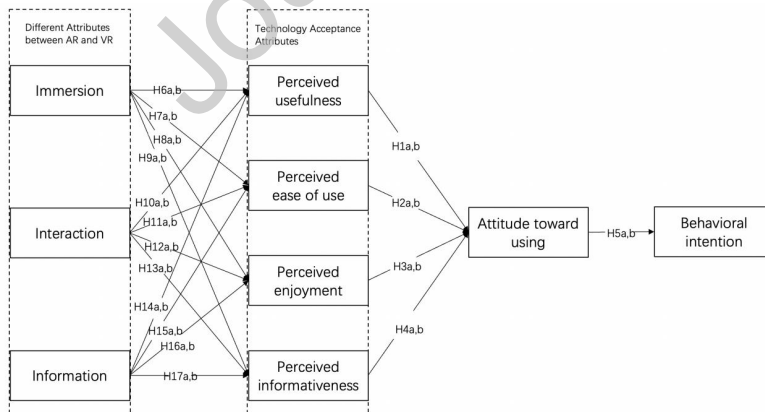 Different Attributes
between AR and VR
Technology Acceptance
Attributes
Immersion
Interaction
Information
H6a,b
H7a,b
H8a,b
H9a,b
H10a,b
H11a,b
H12a,b
H13a,b
H14a,b
H15a,b
H16a,b
H17a,b
Perceived
usefulness
Perceived
ease of use
Perceived
enjoyment
Perceived
informativeness
H1a,b
H2a,b
H3a,b
H4a,b
Attitude toward
using
H5a,b
Behavioral
intention
Jou